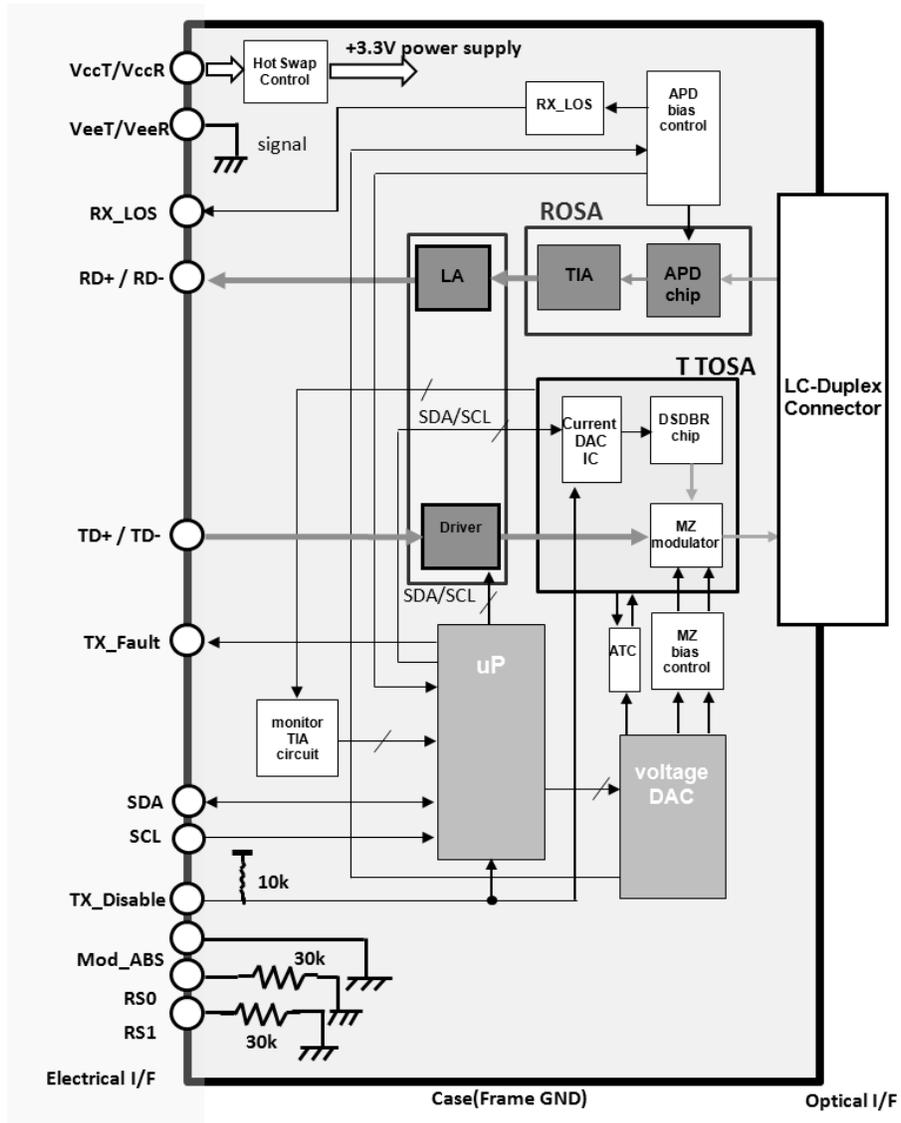 VccT/VccR
Hot Swap
Control
+3.3V power supply
VeeT/VeeR
signal
RX_LOS
APD
bias
control
RX_LOS
ROSA
RD+ / RD-
LA
TIA
APD
chip
T TOSA
LC-Duplex
Connector
SDA/SCL
Current
DAC
IC
DSDBR
chip
TD+ / TD-
Driver
MZ
modulator
SDA/SCL
TX_Fault
uP
ATC
MZ
bias
control
monitor
TIA
circuit
voltage
DAC
SDA
SCL
10k
TX_Disable
Mod_ABS
30k
RS0
RS1
30k
Electrical I/F
Case(Frame GND)
Optical I/F